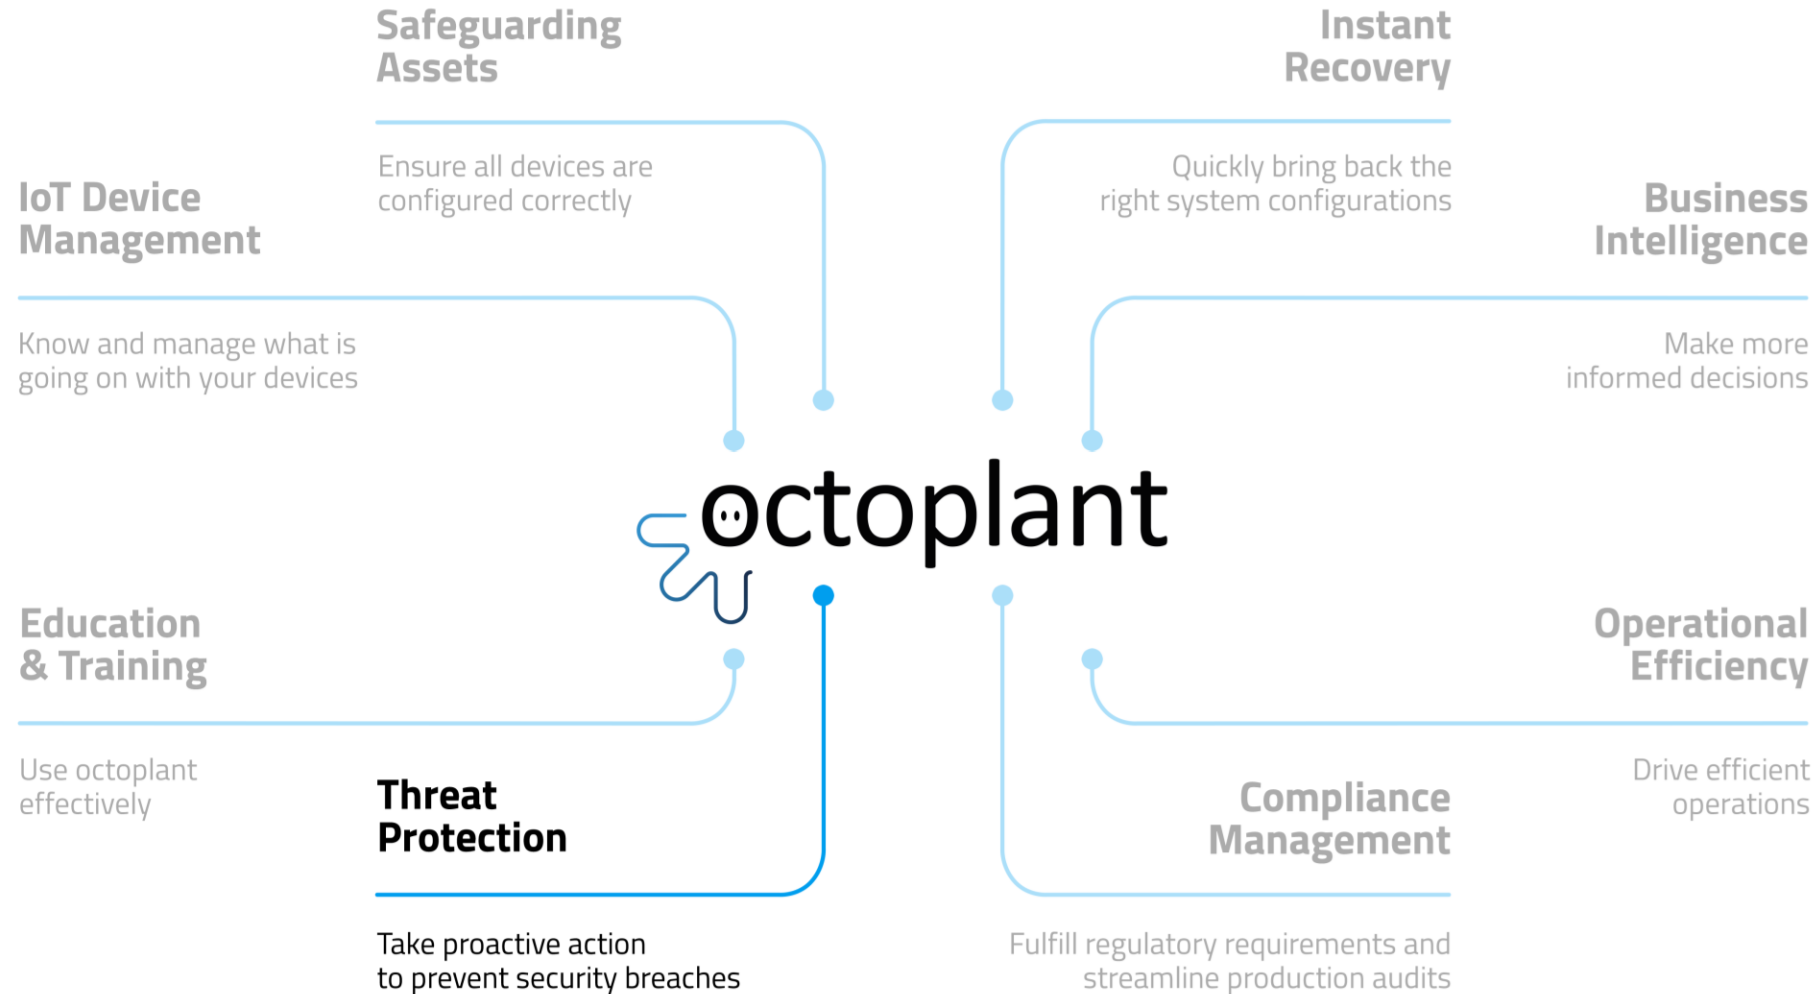 Safeguarding
Assets
Ensure all devices are
configured correctly
Instant
Recovery
Quickly bring back the
right system configurations
IoT Device
Management
Know and manage what is
going on with your devices
Business
Intelligence
Make more
informed decisions
octoplant
Education
& Training
Use octoplant
effectively
Operational
Efficiency
Drive efficient
operations
Threat
Protection
Take proactive action
to prevent security breaches
Compliance
Management
Fulfill regulatory requirements and
streamline production audits